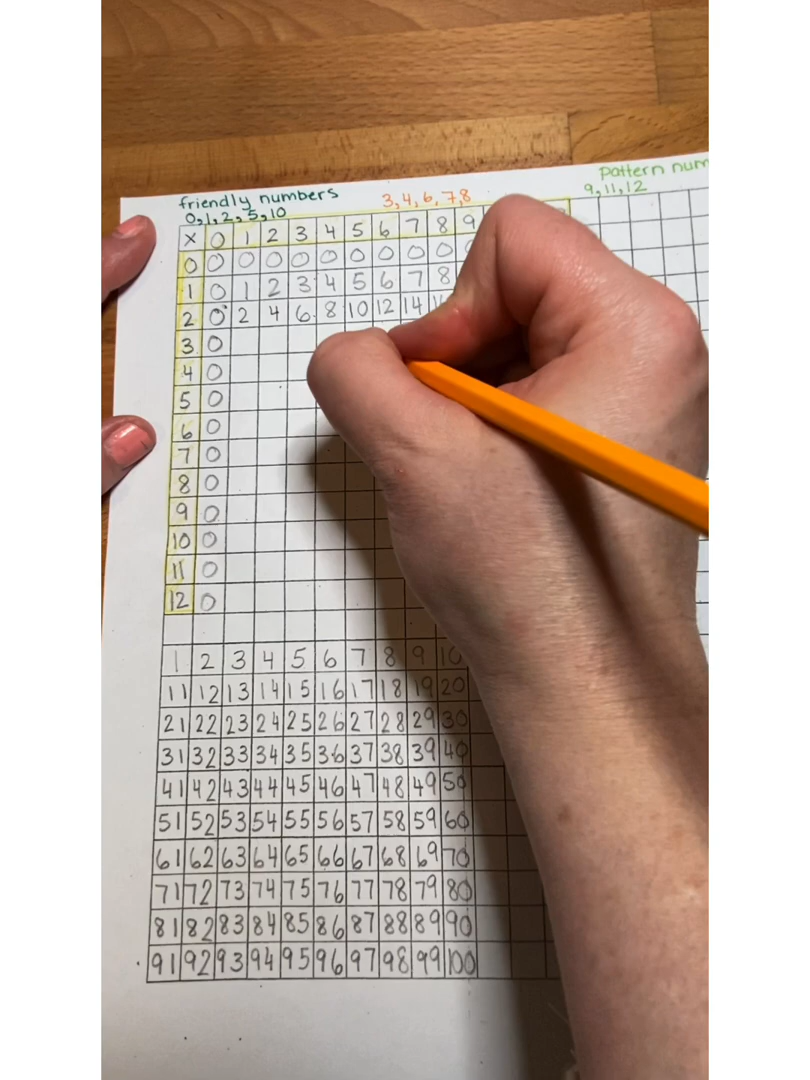 Pattern num
friendly numbers 3, 4, 6, 7, 8 9, 11, 12
0, 1, 2, 5, 10
X 0 1 2 3 4 5 6 7 8 9
0 0 0 0 0 0 0 0 0 0
1 0 1 2 3 4 5 6 7 8
2 0 2 4 6 8 10 12 14
3 0
4 0
5 0
6 0
7 0
8 0
9 0
10 0
11 0
12 0
1 2 3 4 5 6 7 8 9 10
11 12 13 14 15 16 17 18 19 20
21 22 23 24 25 26 27 28 29 30
31 32 33 34 35 36 37 38 39 40
41 42 43 44 45 46 47 48 49 50
51 52 53 54 55 56 57 58 59 60
61 62 63 64 65 66 67 68 69 70
71 72 73 74 75 76 77 78 79 80
81 82 83 84 85 86 87 88 89 90
91 92 93 94 95 96 97 98 99 100